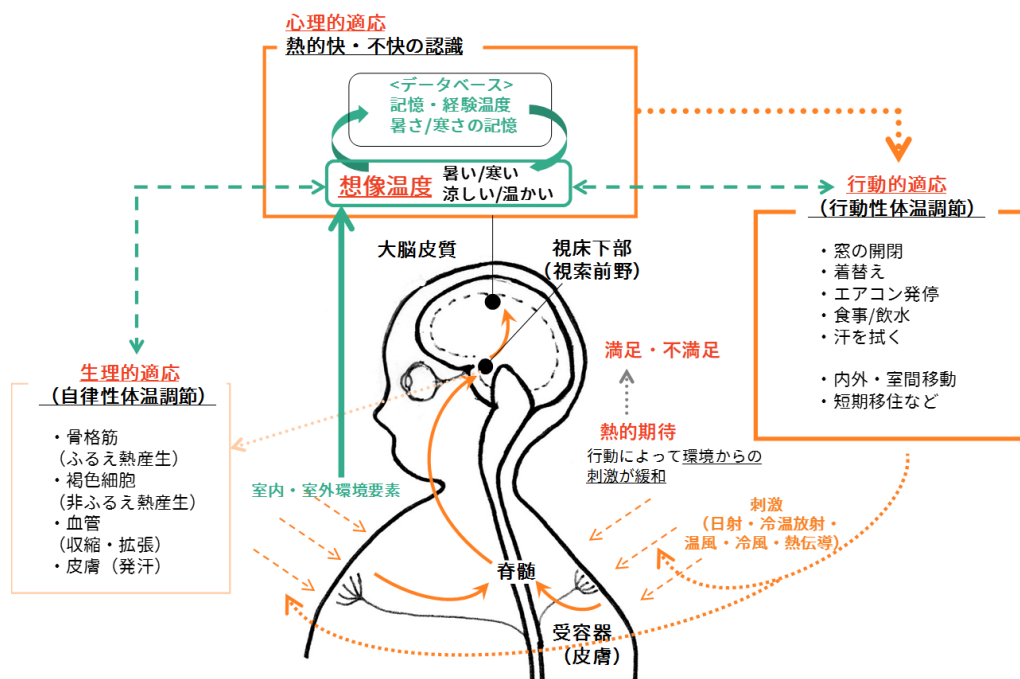 心理的適応
熱的快・不快の認識
<データベース>
記憶・経験温度
暑さ/寒さの記憶
想像温度
暑い/寒い
涼しい/温かい
行動的適応
(行動性体温調節)
・窓の開閉
・着替え
・エアコン発停
・食事/飲水
・汗を拭く
・内外・室間移動
・短期移住など
大脳皮質
視床下部
(視索前野)
満足・不満足
熱的期待
行動によって環境からの
刺激が緩和
生理的適応
(自律性体温調節)
・骨格筋
(ふるえ熱産生)
・褐色細胞
(非ふるえ熱産生)
・血管
(収縮・拡張)
・皮膚(発汗)
室内・室外環境要素
刺激
(日射・冷温放射・
温風・冷風・熱伝導)
脊髄
受容器
(皮膚)